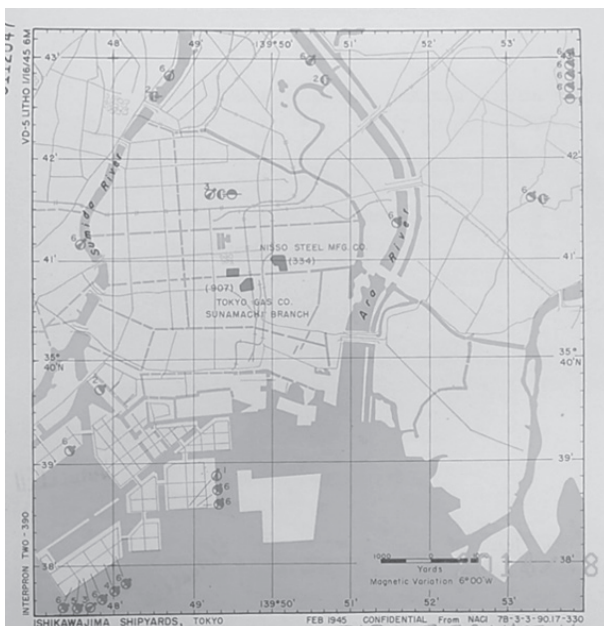 VD-5 LITHO 1/16/45 6M
48 49 139°50' 51 52 53'
43'
42'
Sumida River
41'
NISSO STEEL MFG. CO.
(334)
(907)
TOKYO GAS CO.
SUNAMACHI BRANCH
Ara River
35°
40'N
35°
40'N
39'
38'
1000 0
Yards
Magnetic Variation 6°00'W
48 49 139°50' 51 52
INTERPRON TWO-390
ISHIKAWAJIMA SHIPYARDS, TOKYO FEB 1945 CONFIDENTIAL From NACI 78-3-3-90.17-330